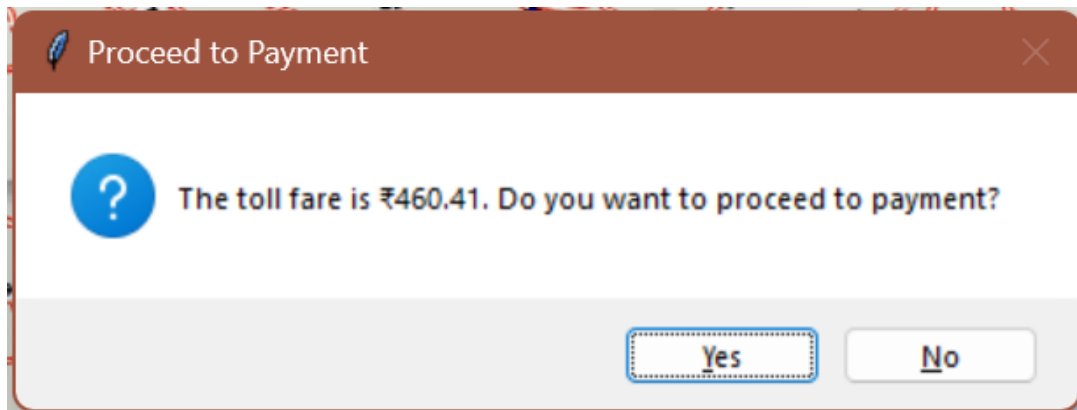 Proceed to Payment
The toll fare is ₹460.41. Do you want to proceed to payment?
Yes
No